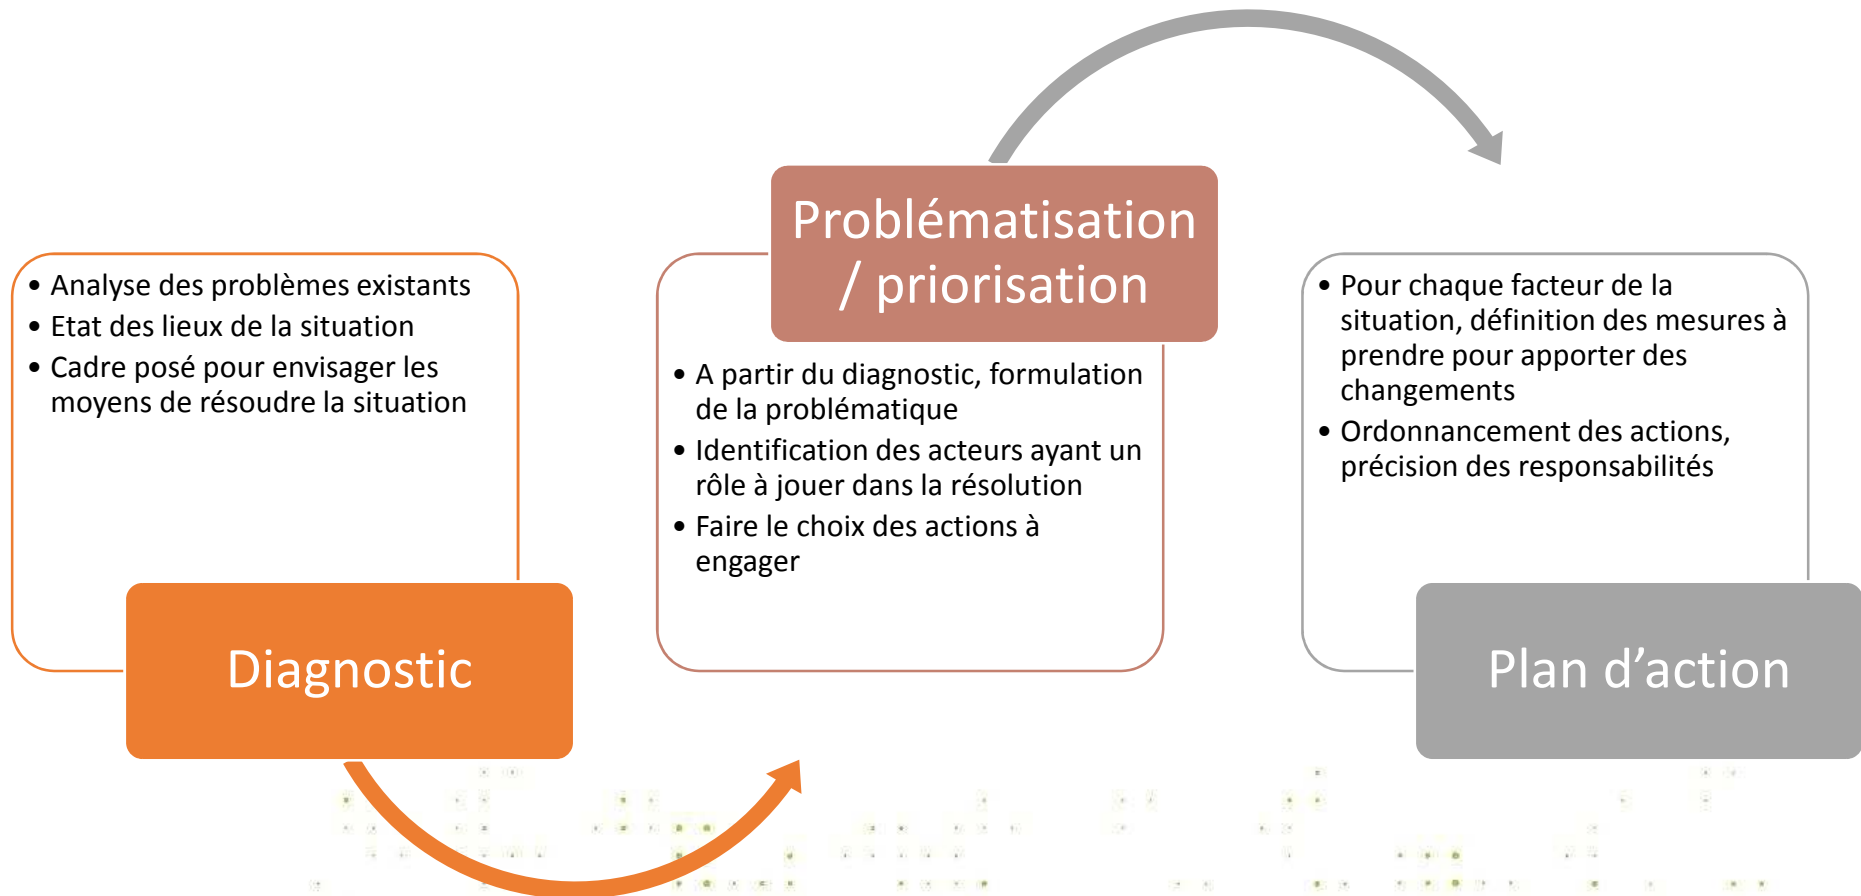 • Analyse des problèmes existants
• Etat des lieux de la situation
• Cadre posé pour envisager les
moyens de résoudre la situation
Diagnostic
Problématisation
/ priorisation
• A partir du diagnostic, formulation
de la problématique
• Identification des acteurs ayant un
rôle à jouer dans la résolution
• Faire le choix des actions à
engager
• Pour chaque facteur de la
situation, définition des mesures à
prendre pour apporter des
changements
• Ordonnancement des actions,
précision des responsabilités
Plan d’action